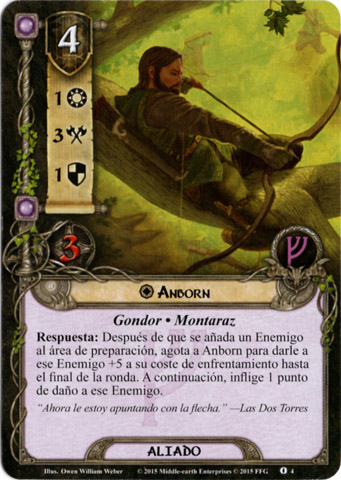 4
1
3
1
3
Anborn
Gondor • Montaraz
Respuesta: Después de que se añada un Enemigo
al área de preparación, agota a Anborn para darle a
ese Enemigo +5 a su coste de enfrentamiento hasta
el final de la ronda. A continuación, inflige 1 punto
de daño a ese Enemigo.
“Ahora le estoy apuntando con la flecha.” —Las Dos Torres
ALIADO
Illus. Owen William Weber © 2015 Middle-earth Enterprises © 2015 FFG 4